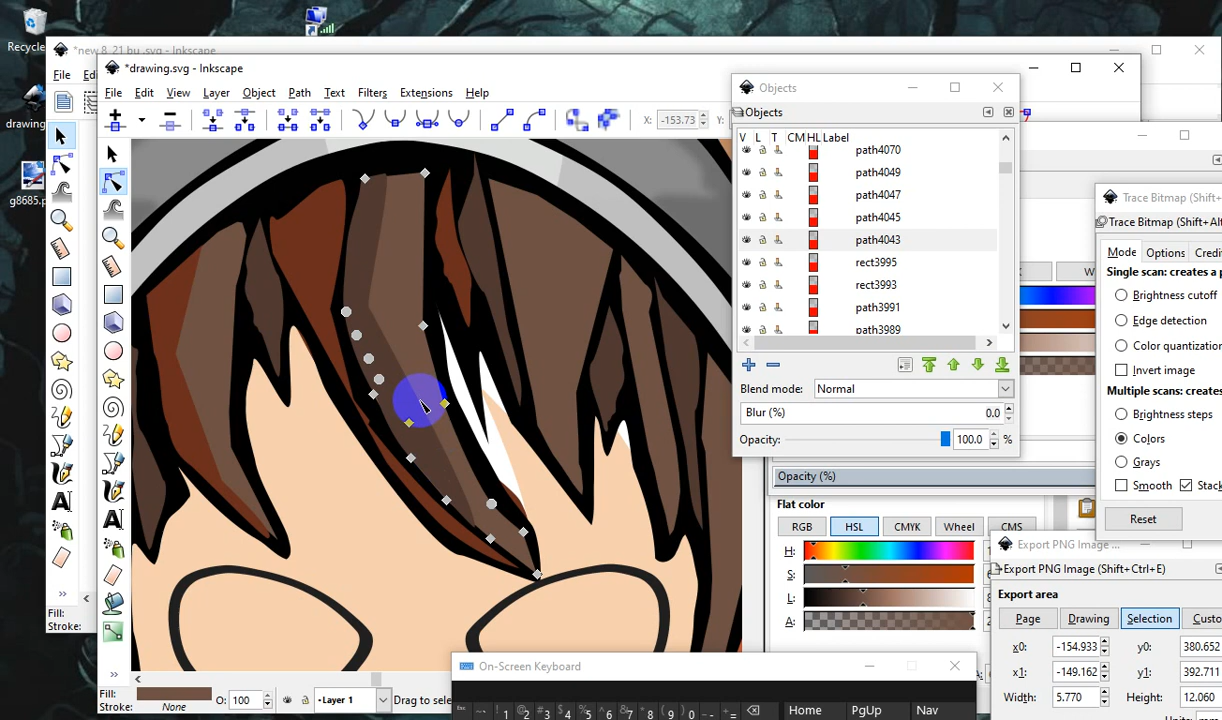 Recycle
drawing
g8685.p
*new 8 21 bu .svg - Inkscape
File
*drawing.svg - Inkscape
File Edit View Layer Object Path Text Filters Extensions Help
X: -153.73
Objects
Objects
V L T CM HL Label
path4070
path4049
path4047
path4045
path4043
rect3995
rect3993
path3991
path3989
Blend mode: Normal
Blur (%) 0.0
Opacity: 100.0 %
Opacity (%)
Flat color
RGB HSL CMYK Wheel CMS
H:
S:
L:
A:
Trace Bitmap (Shift+
Trace Bitmap (Shift+Alt
Mode Options Credi
Single scan: creates a p
Brightness cutoff
Edge detection
Color quantizatio
Invert image
Multiple scans: creates
Brightness steps
Colors
Grays
Smooth Stack
Reset
Export PNG Image ...
Export PNG Image (Shift+Ctrl+E)
Export area
Page Drawing Selection Custo
x0: -154.933 y0: 380.652
x1: -149.162 y1: 392.711
Width: 5.770 Height: 12.060
Fill:
Stroke:
Fill:
Stroke: None
O: 100
Layer 1
Drag to sele
On-Screen Keyboard
Home PgUp Nav